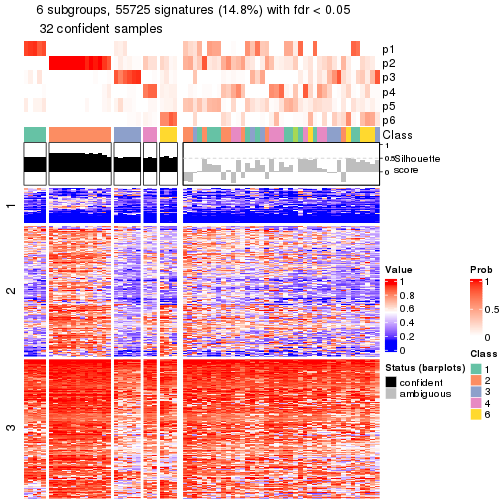 6 subgroups, 55725 signatures (14.8%) with fdr < 0.05
32 confident samples
p1
p2
p3
p4
p5
p6
Class
1
0.5
0
Silhouette
score
1
2
3
Value
1
0.8
0.6
0.4
0.2
0
Status (barplots)
confident
ambiguous
Prob
1
0.5
0
Class
1
2
3
4
6